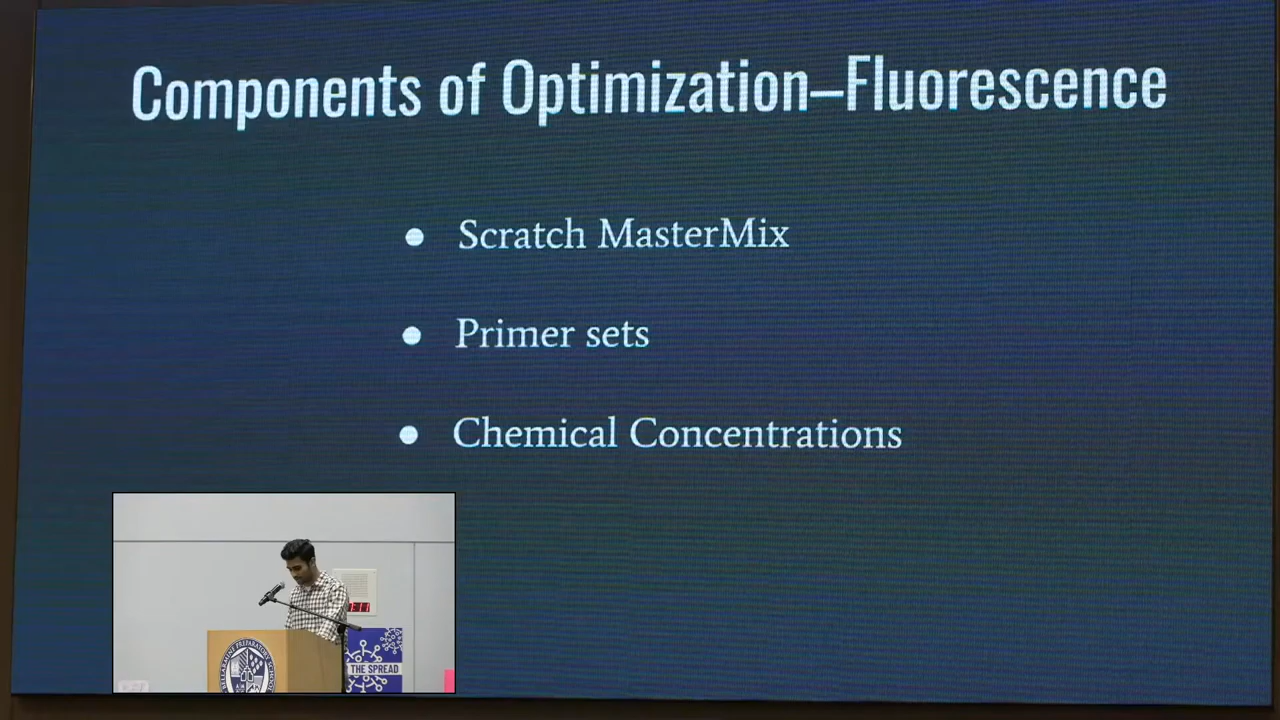 Components of Optimization–Fluorescence
● Scratch MasterMix
● Primer sets
● Chemical Concentrations
THE SPREAD